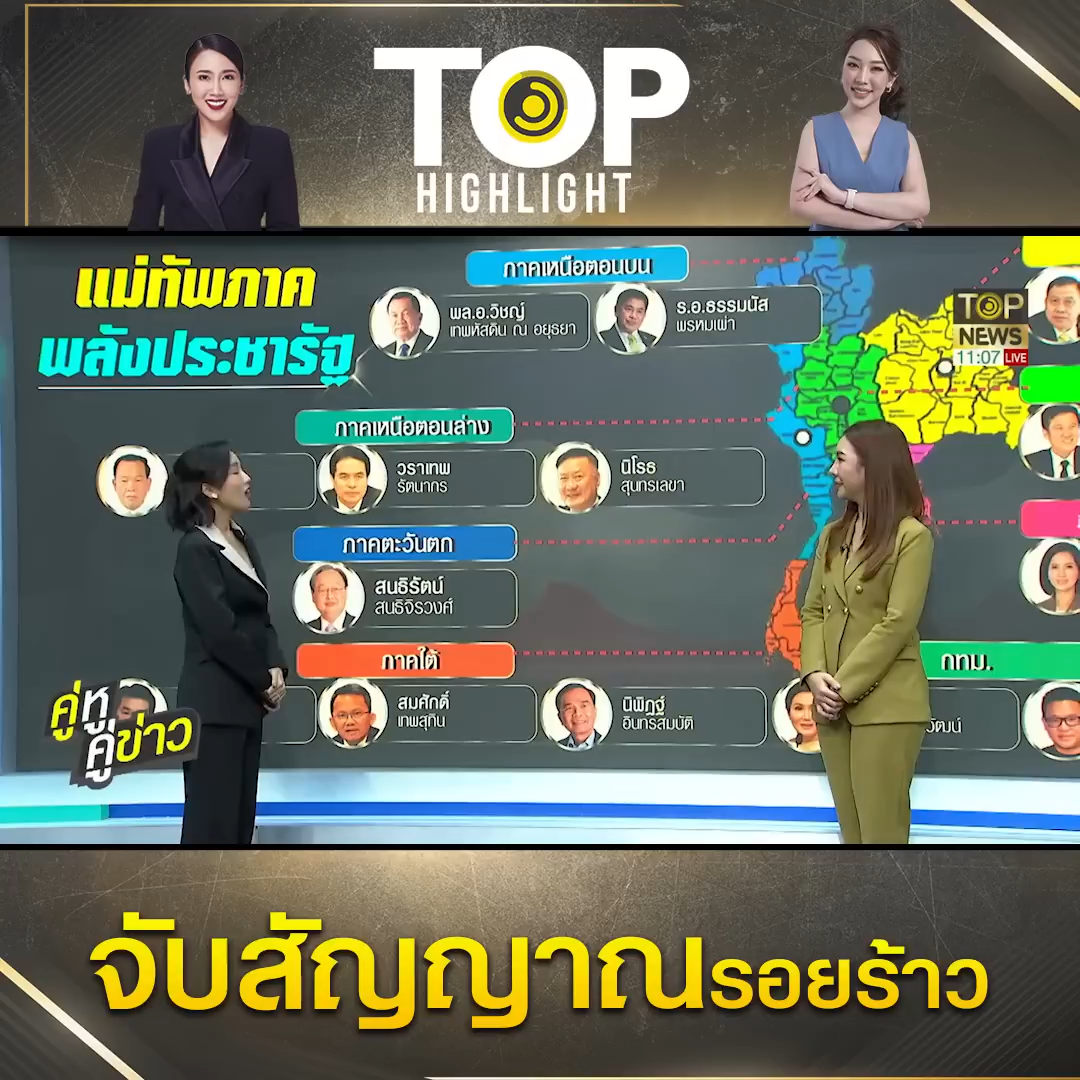 TOP
HIGHLIGHT
แม่ทัพภาค
พลังประชารัฐ
ภาคเหนือตอนบน
พล.อ.วิชญ์
เทพหัสดิน ณ อยุธยา
ร.อ.ธรรมนัส
พรหมเผ่า
TOP
NEWS
11:07 LIVE
ภาคเหนือตอนล่าง
วราเทพ
รัตนากร
นิโรธ
สุนทรเลขา
ภาคตะวันตก
สนธิรัตน์
สนธิจิรวงศ์
ภาคใต้
กทม.
สมศักดิ์
เทพสุทิน
นิพิฏฐ์
อินทรสมบัติ
วัฒน์
คู่หู
คู่ข่าว
จับสัญญาณรอยร้าว